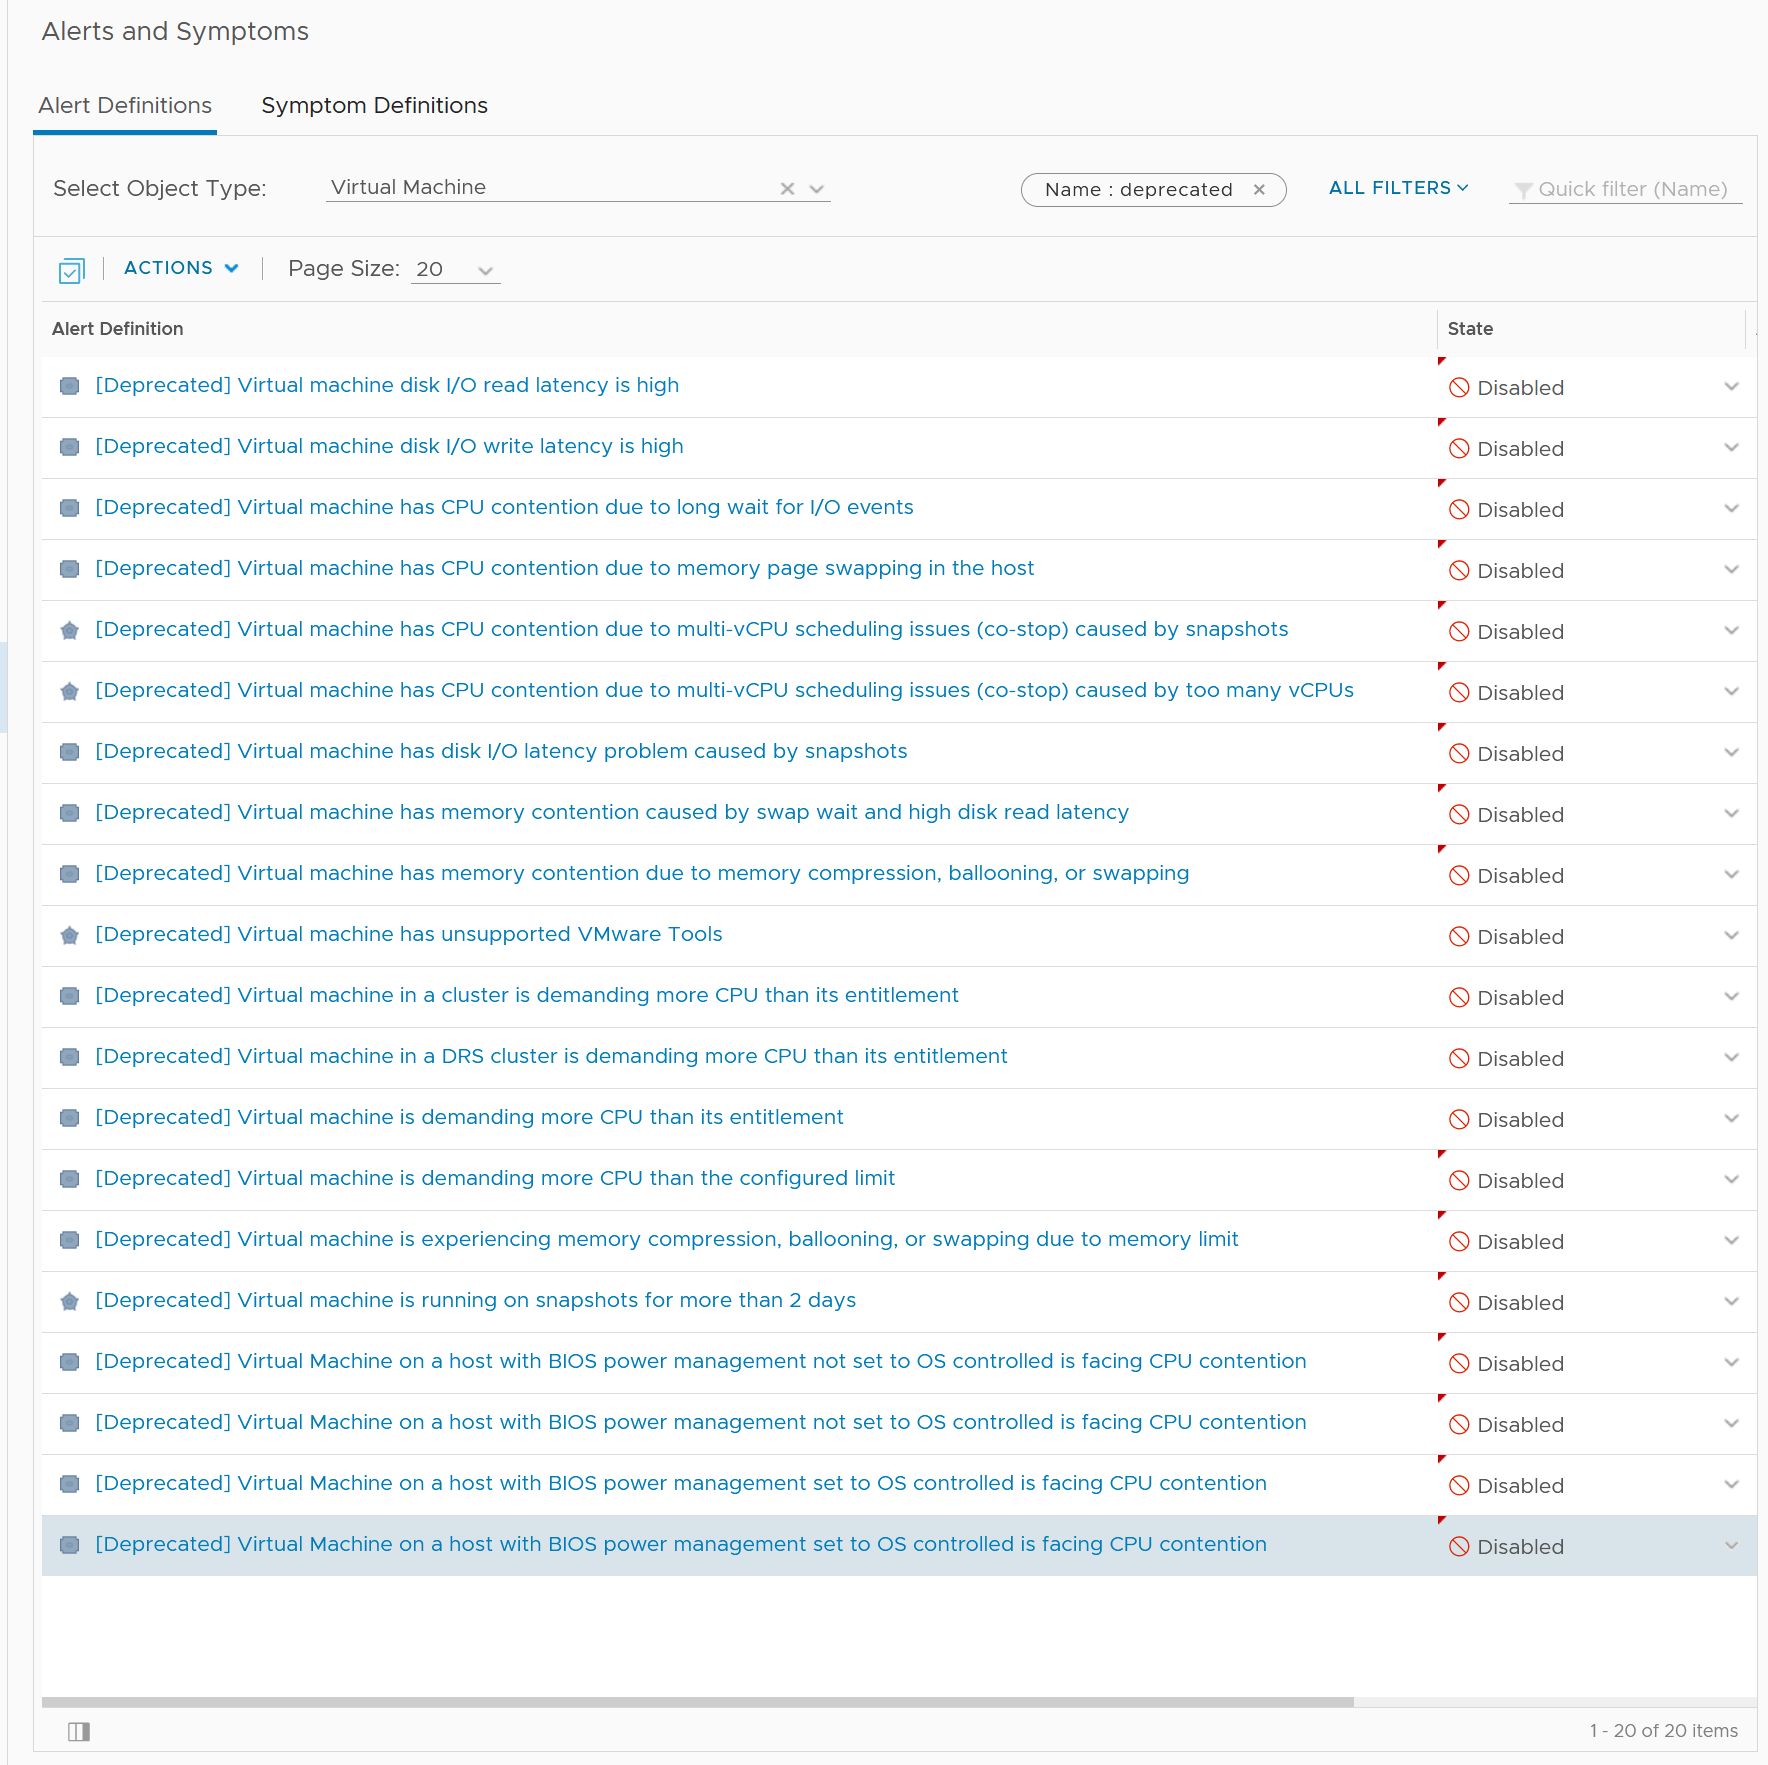 Alerts and Symptoms
Alert Definitions Symptom Definitions
Select Object Type: Virtual Machine Name : deprecated ALL FILTERS Quick filter (Name)
ACTIONS Page Size: 20
Alert Definition State
[Deprecated] Virtual machine disk I/O read latency is high Disabled
[Deprecated] Virtual machine disk I/O write latency is high Disabled
[Deprecated] Virtual machine has CPU contention due to long wait for I/O events Disabled
[Deprecated] Virtual machine has CPU contention due to memory page swapping in the host Disabled
[Deprecated] Virtual machine has CPU contention due to multi-vCPU scheduling issues (co-stop) caused by snapshots Disabled
[Deprecated] Virtual machine has CPU contention due to multi-vCPU scheduling issues (co-stop) caused by too many vCPUs Disabled
[Deprecated] Virtual machine has disk I/O latency problem caused by snapshots Disabled
[Deprecated] Virtual machine has memory contention caused by swap wait and high disk read latency Disabled
[Deprecated] Virtual machine has memory contention due to memory compression, ballooning, or swapping Disabled
[Deprecated] Virtual machine has unsupported VMware Tools Disabled
[Deprecated] Virtual machine in a cluster is demanding more CPU than its entitlement Disabled
[Deprecated] Virtual machine in a DRS cluster is demanding more CPU than its entitlement Disabled
[Deprecated] Virtual machine is demanding more CPU than its entitlement Disabled
[Deprecated] Virtual machine is demanding more CPU than the configured limit Disabled
[Deprecated] Virtual machine is experiencing memory compression, ballooning, or swapping due to memory limit Disabled
[Deprecated] Virtual machine is running on snapshots for more than 2 days Disabled
[Deprecated] Virtual Machine on a host with BIOS power management not set to OS controlled is facing CPU contention Disabled
[Deprecated] Virtual Machine on a host with BIOS power management not set to OS controlled is facing CPU contention Disabled
[Deprecated] Virtual Machine on a host with BIOS power management set to OS controlled is facing CPU contention Disabled
[Deprecated] Virtual Machine on a host with BIOS power management set to OS controlled is facing CPU contention Disabled
1 - 20 of 20 items